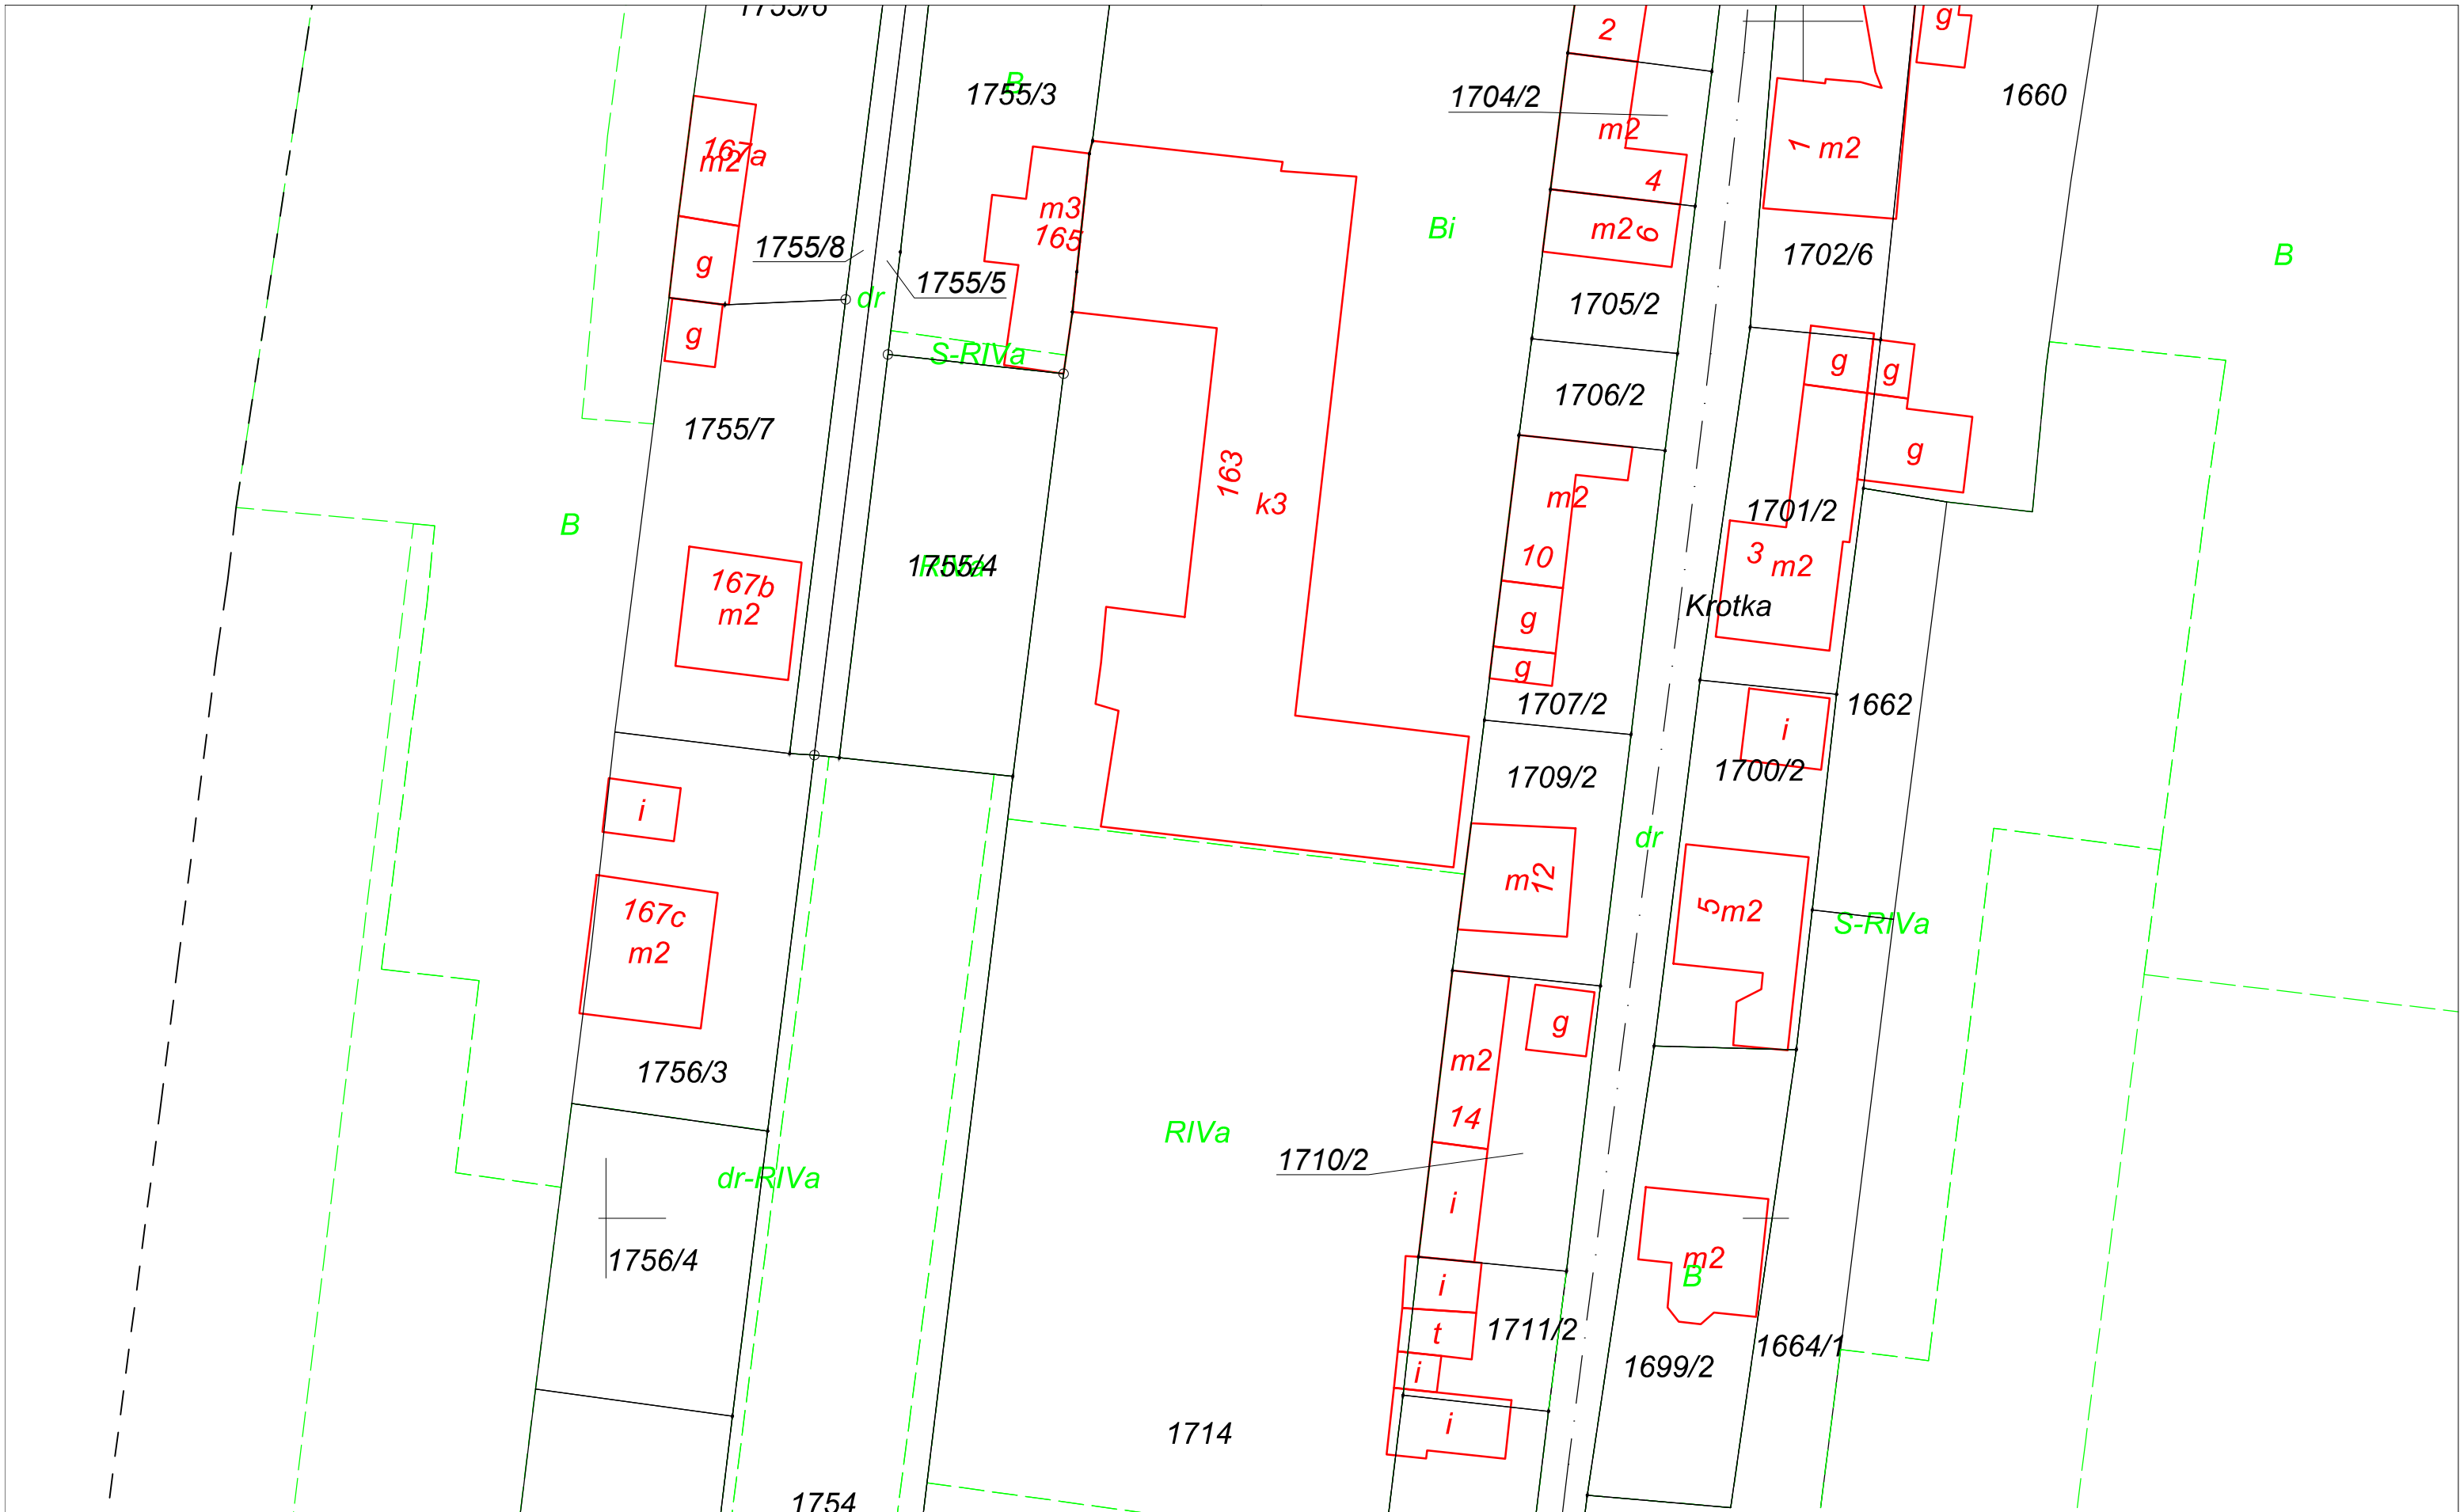 1755/6
2
g
B
1755/3
1704/2
1660
m2
1
m2
167a
m2
4
m3
165
Bi
m2
6
1755/8
1702/6
B
g
1755/5
dr
1705/2
g
S-RIVa
g
g
1706/2
1755/7
g
163
k3
m2
1701/2
B
10
3
m2
RIVa
1755/4
167b
m2
g
Krotka
g
1707/2
1662
i
1709/2
1700/2
i
dr
m
12
167c
5
m2
S-RIVa
m2
g
m2
1756/3
14
RIVa
1710/2
dr-RIVa
i
1756/4
m2
B
i
t
1711/2
1664/1
i
1699/2
i
1714
1754